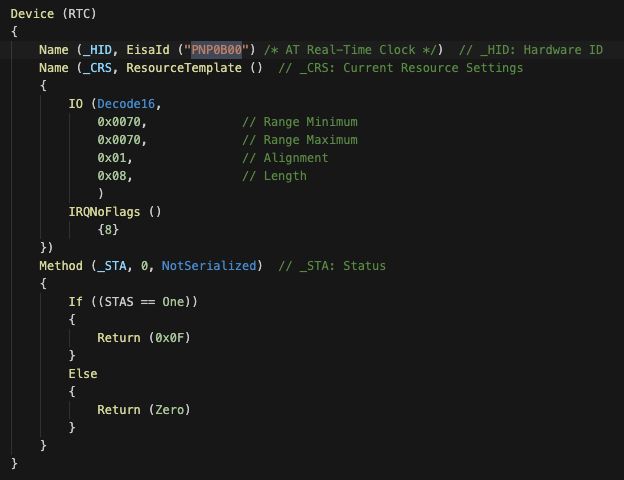 Device (RTC)
{
    Name (_HID, EisaId ("PNP0B00") /* AT Real-Time Clock */)  // _HID: Hardware ID
    Name (_CRS, ResourceTemplate ()  // _CRS: Current Resource Settings
    {
        IO (Decode16,
            0x0070,             // Range Minimum
            0x0070,             // Range Maximum
            0x01,               // Alignment
            0x08,               // Length
            )
        IRQNoFlags ()
            {8}
    })
    Method (_STA, 0, NotSerialized)  // _STA: Status
    {
        If ((STAS == One))
        {
            Return (0x0F)
        }
        Else
        {
            Return (Zero)
        }
    }
}